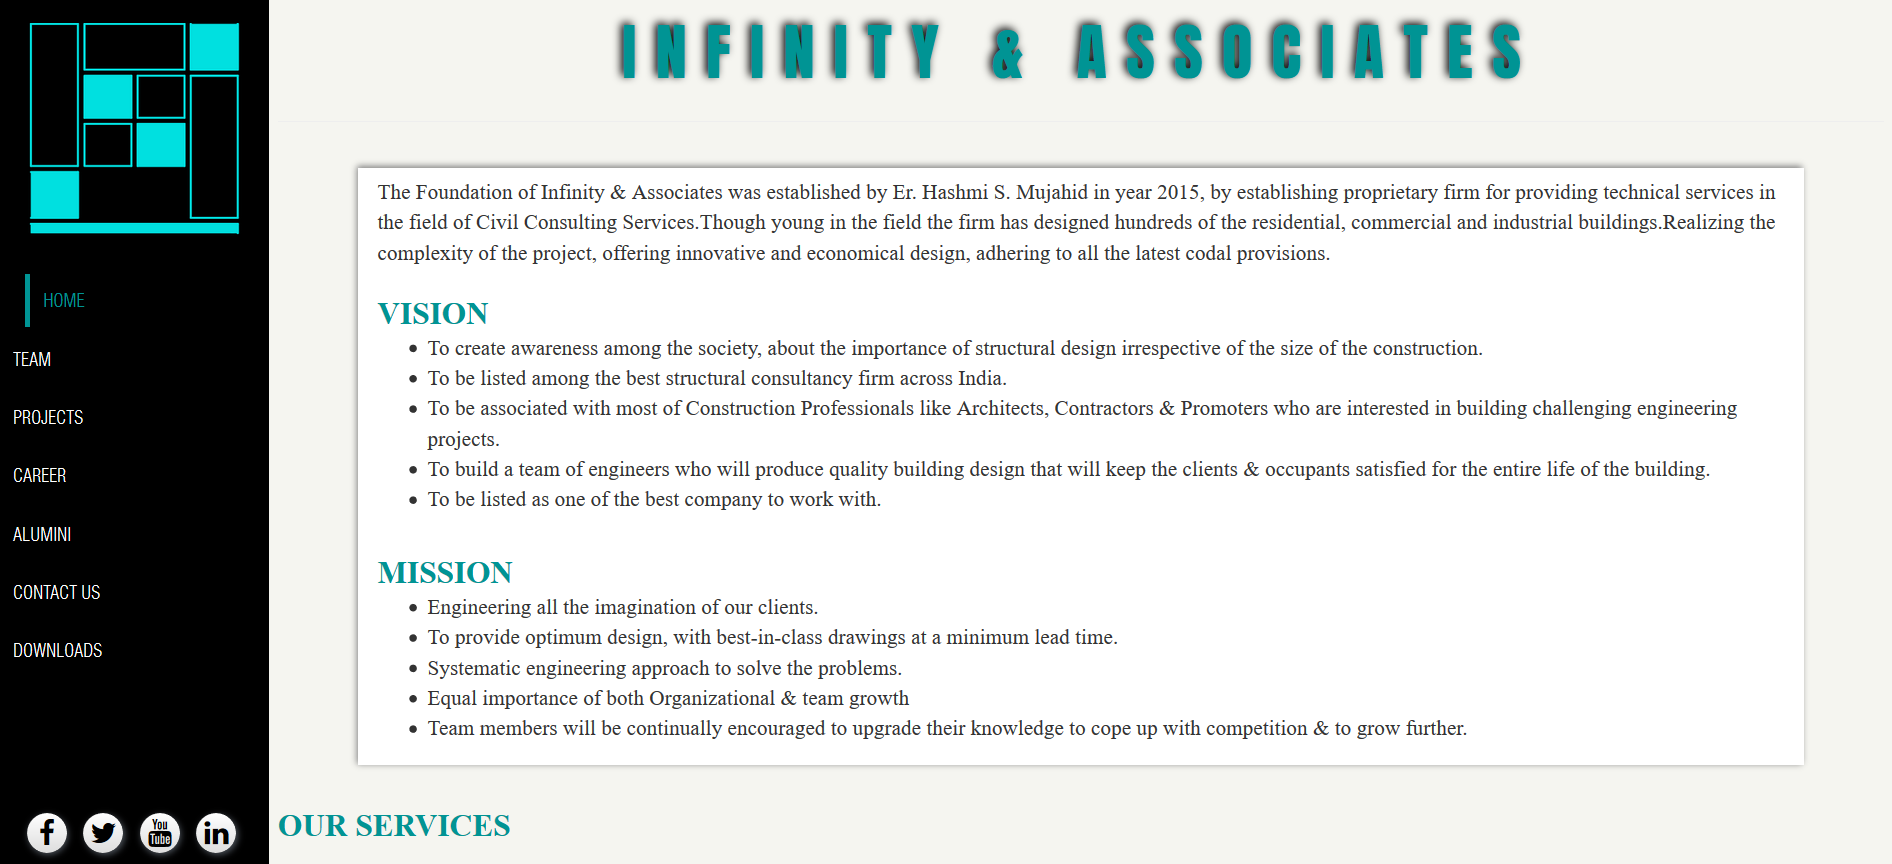 INFINITY & ASSOCIATES
HOME
TEAM
PROJECTS
CAREER
ALUMINI
CONTACT US
DOWNLOADS
You
Tube
The Foundation of Infinity & Associates was established by Er. Hashmi S. Mujahid in year 2015, by establishing proprietary firm for providing technical services in
the field of Civil Consulting Services.Though young in the field the firm has designed hundreds of the residential, commercial and industrial buildings.Realizing the
complexity of the project, offering innovative and economical design, adhering to all the latest codal provisions.
VISION
To create awareness among the society, about the importance of structural design irrespective of the size of the construction.
To be listed among the best structural consultancy firm across India.
To be associated with most of Construction Professionals like Architects, Contractors & Promoters who are interested in building challenging engineering
projects.
To build a team of engineers who will produce quality building design that will keep the clients & occupants satisfied for the entire life of the building.
To be listed as one of the best company to work with.
MISSION
Engineering all the imagination of our clients.
To provide optimum design, with best-in-class drawings at a minimum lead time.
Systematic engineering approach to solve the problems.
Equal importance of both Organizational & team growth
Team members will be continually encouraged to upgrade their knowledge to cope up with competition & to grow further.
OUR SERVICES